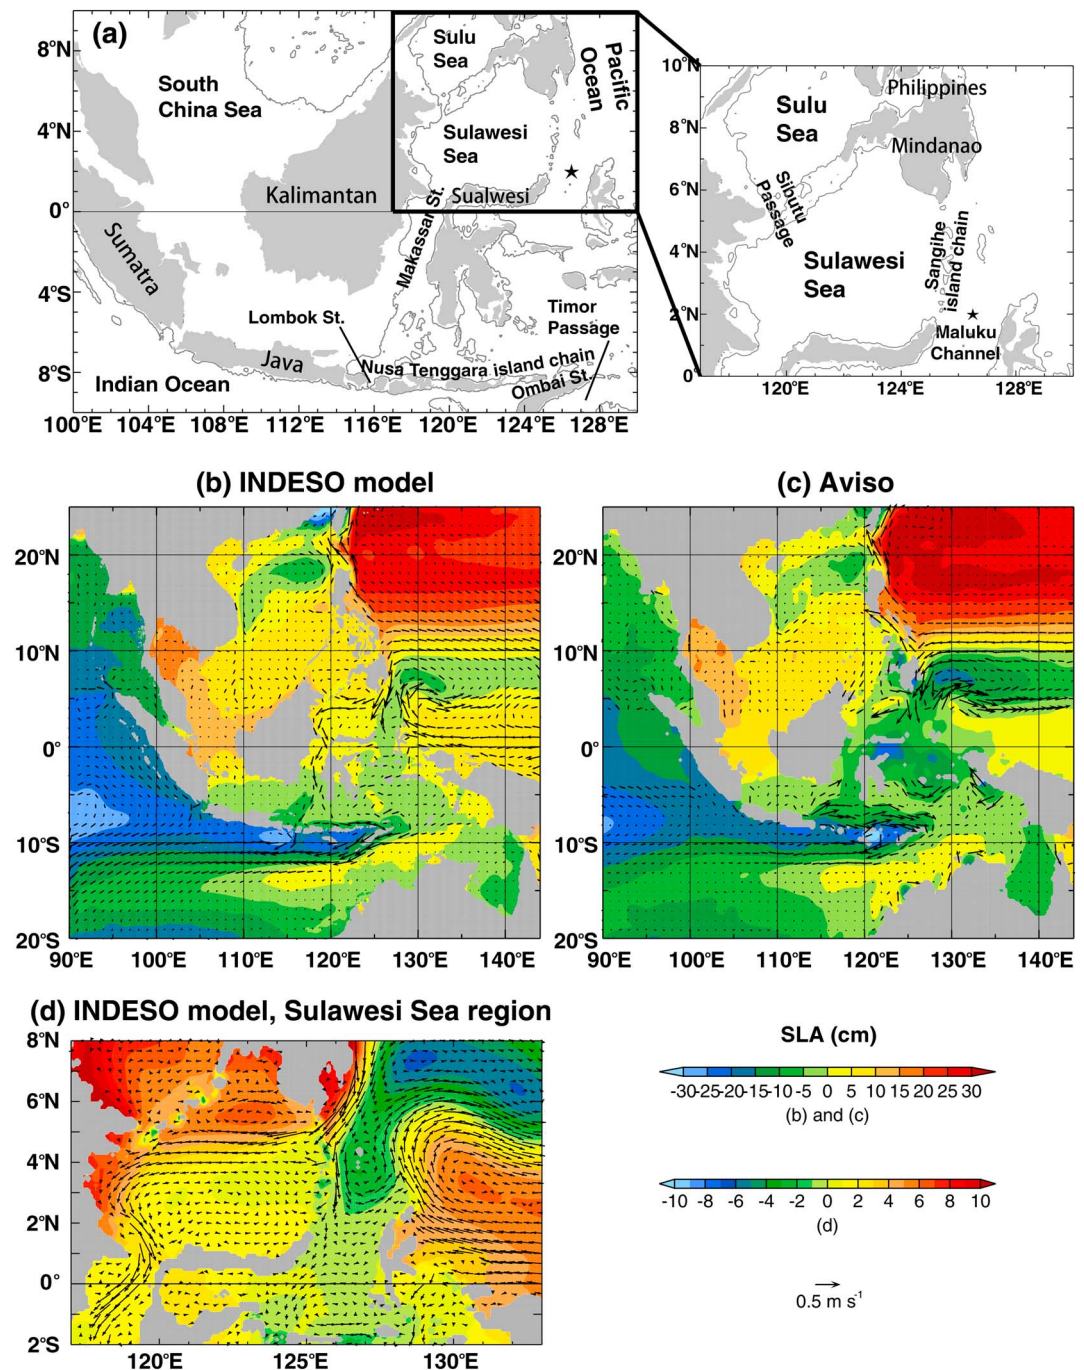 (a)
8°N
4°N
0°
4°S
8°S
100°E 104°E 108°E 112°E 116°E 120°E 124°E 128°E
South
China Sea
Sulu
Sea
Pacific
Ocean
Sulawesi
Sea
Kalimantan
Sualwesi
Makassar St.
Sumatra
Lombok St.
Timor
Passage
Java
Nusa Tenggara island chain
Ombai St.
Indian Ocean
10°N
8°N
6°N
4°N
2°N
0°
120°E 124°E 128°E
Philippines
Sulu
Sea
Mindanao
Sibutu
Passage
Sangihe
island chain
Sulawesi
Sea
Maluku
Channel
(b) INDESO model
20°N
10°N
0°
10°S
20°S
90°E 100°E 110°E 120°E 130°E 140°E
(c) Aviso
20°N
10°N
0°
10°S
20°S
90°E 100°E 110°E 120°E 130°E 140°E
(d) INDESO model, Sulawesi Sea region
8°N
6°N
4°N
2°N
0°
2°S
120°E 125°E 130°E
SLA (cm)
-30-25-20-15-10-5 0 5 10 15 20 25 30
(b) and (c)
-10 -8 -6 -4 -2 0 2 4 6 8 10
(d)
0.5 m s⁻¹